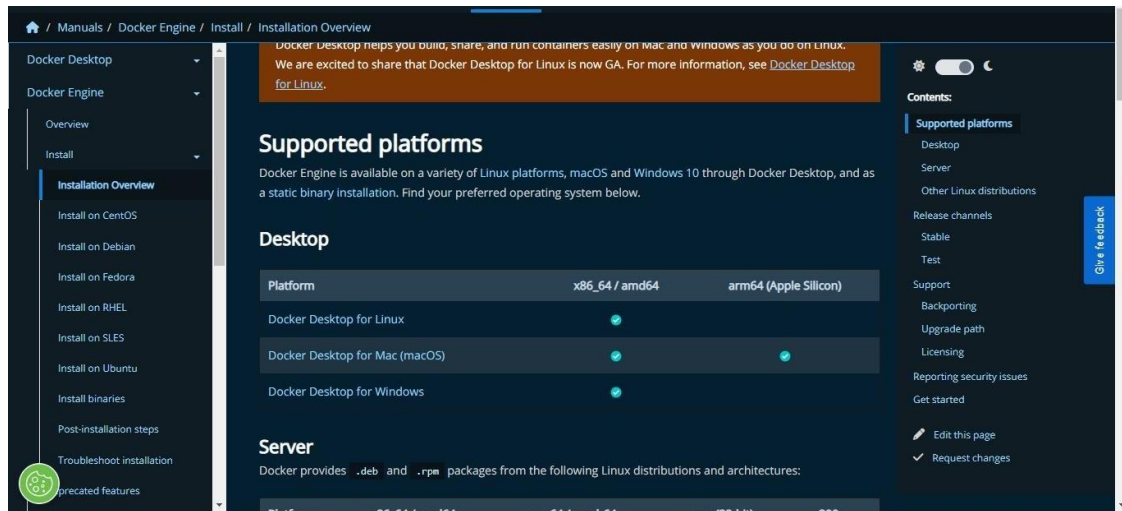 / Manuals / Docker Engine / Install / Installation Overview
Docker Desktop
Docker Engine
Overview
Install
Installation Overview
Install on CentOS
Install on Debian
Install on Fedora
Install on RHEL
Install on SLES
Install on Ubuntu
Install binaries
Post-installation steps
Troubleshoot installation
precated features
Docker Desktop helps you build, share, and run containers easily on Mac and Windows as you do on Linux.
We are excited to share that Docker Desktop for Linux is now GA. For more information, see Docker Desktop
for Linux.
Supported platforms
Docker Engine is available on a variety of Linux platforms, macOS and Windows 10 through Docker Desktop, and as
a static binary installation. Find your preferred operating system below.
Desktop
Platform x86_64 / amd64 arm64 (Apple Silicon)
Docker Desktop for Linux
Docker Desktop for Mac (macOS)
Docker Desktop for Windows
Server
Docker provides .deb and .rpm packages from the following Linux distributions and architectures:
Contents:
Supported platforms
Desktop
Server
Other Linux distributions
Release channels
Stable
Test
Support
Backporting
Upgrade path
Licensing
Reporting security issues
Get started
Edit this page
Request changes
Give feedback